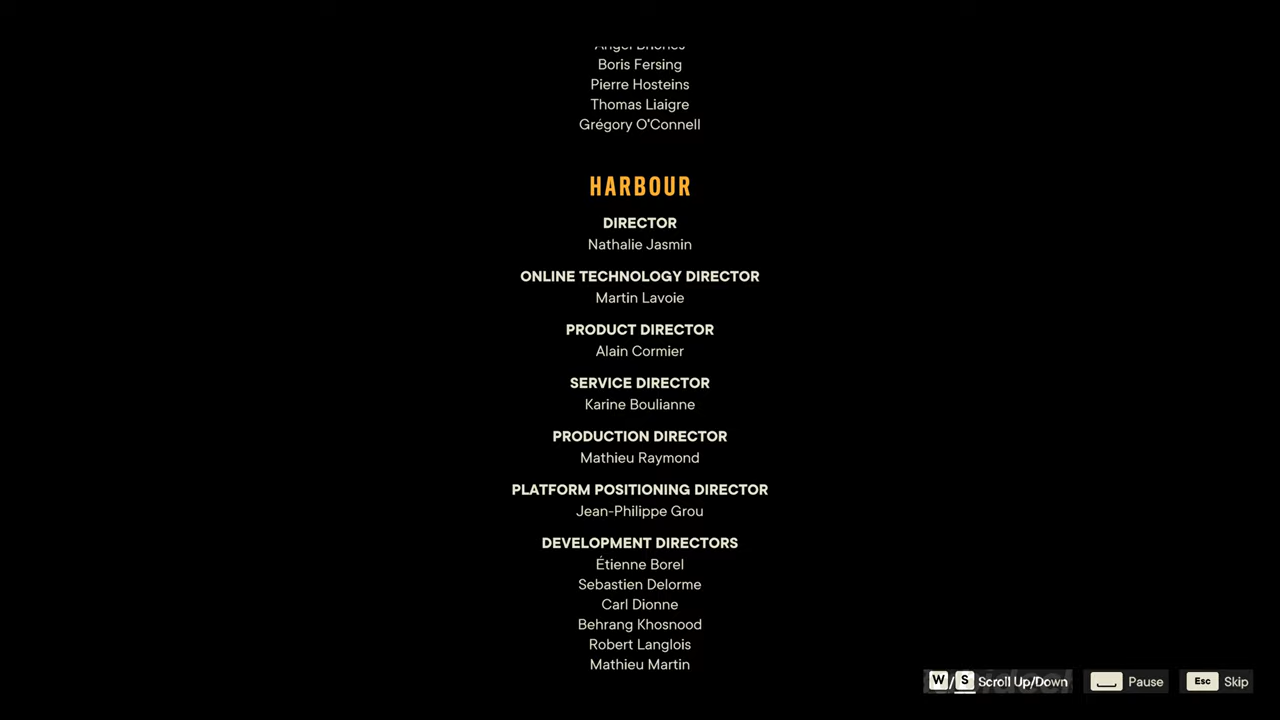 Boris Fersing
Pierre Hosteins
Thomas Liaigre
Grégory O'Connell
HARBOUR
DIRECTOR
Nathalie Jasmin
ONLINE TECHNOLOGY DIRECTOR
Martin Lavoie
PRODUCT DIRECTOR
Alain Cormier
SERVICE DIRECTOR
Karine Boulianne
PRODUCTION DIRECTOR
Mathieu Raymond
PLATFORM POSITIONING DIRECTOR
Jean-Philippe Grou
DEVELOPMENT DIRECTORS
Étienne Borel
Sebastien Delorme
Carl Dionne
Behrang Khosnood
Robert Langlois
Mathieu Martin
W/S Scroll Up/Down Pause Esc Skip